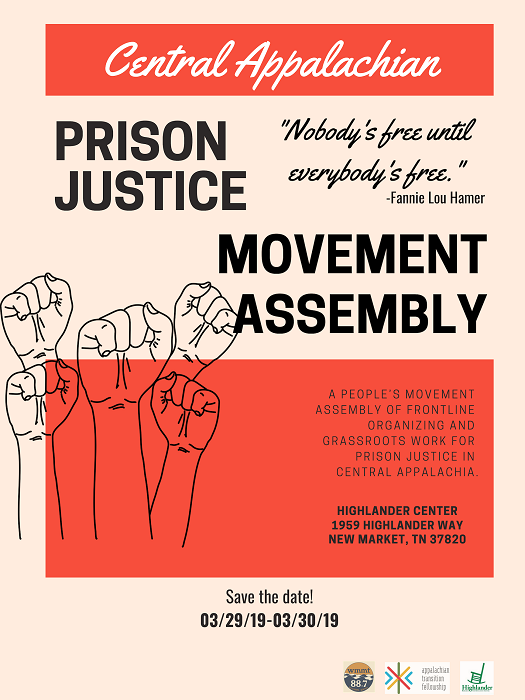 Central Appalachian
PRISON
JUSTICE
"Nobody's free until
everybody's free."
-Fannie Lou Hamer
MOVEMENT
ASSEMBLY
A PEOPLE'S MOVEMENT
ASSEMBLY OF FRONTLINE
ORGANIZING AND
GRASSROOTS WORK FOR
PRISON JUSTICE IN
CENTRAL APPALACHIA.
HIGHLANDER CENTER
1959 HIGHLANDER WAY
NEW MARKET, TN 37820
Save the date!
03/29/19-03/30/19
wmmt
88.7
appalachian
transition
fellowship
Highlander